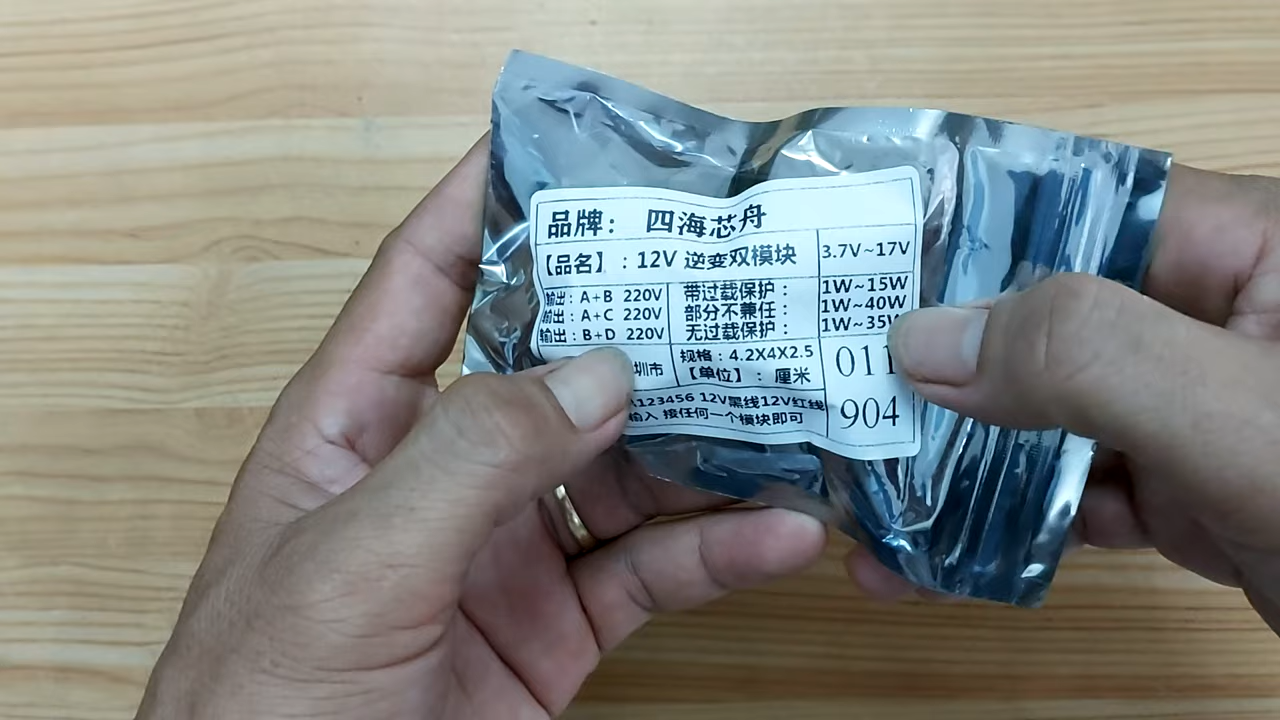 品牌： 四海芯舟
【品名】：12V 逆变双模块 3.7V~17V
输出：A+B 220V 带过载保护： 1W~15W
输出：A+C 220V 部分不兼任： 1W~40W
输出：B+D 220V 无过载保护： 1W~35W
圳市 规格：4.2X4X2.5 011
【单位】：厘米
123456 12V黑线12V红线 904
输入 接任何一个模块即可